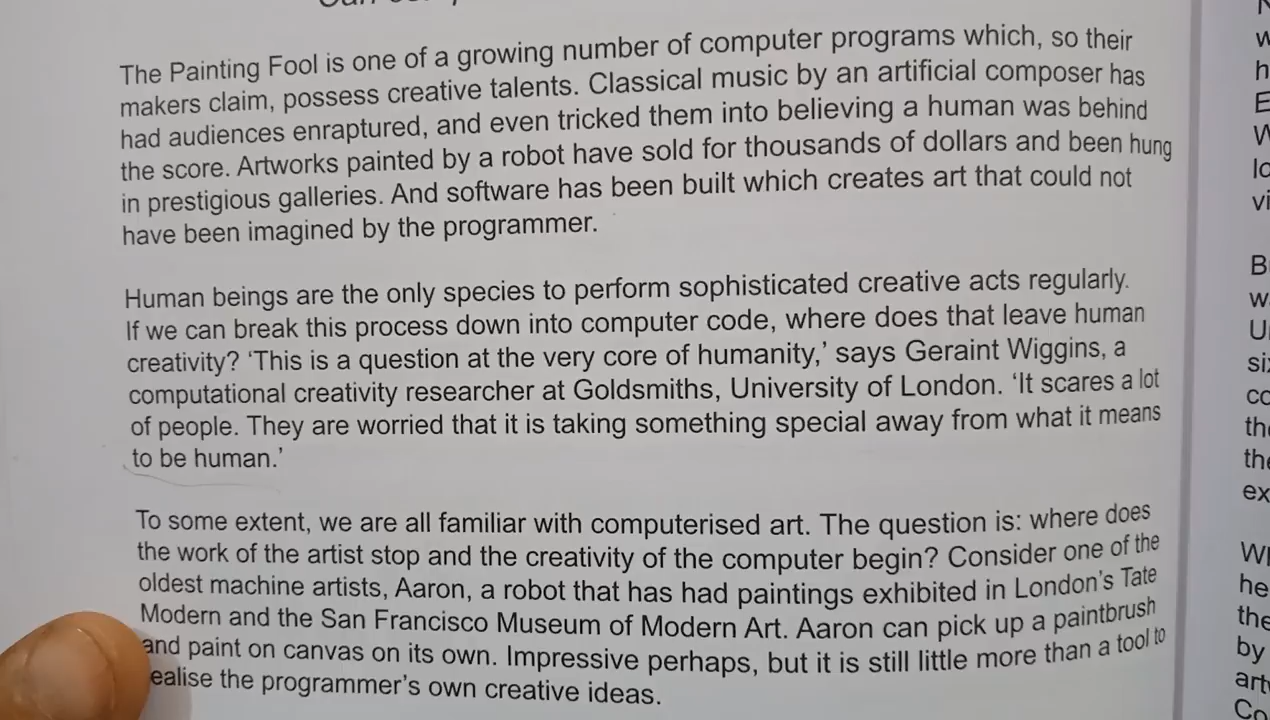 The Painting Fool is one of a growing number of computer programs which, so their
makers claim, possess creative talents. Classical music by an artificial composer has
had audiences enraptured, and even tricked them into believing a human was behind
the score. Artworks painted by a robot have sold for thousands of dollars and been hung
in prestigious galleries. And software has been built which creates art that could not
have been imagined by the programmer.
Human beings are the only species to perform sophisticated creative acts regularly.
If we can break this process down into computer code, where does that leave human
creativity? ‘This is a question at the very core of humanity,’ says Geraint Wiggins, a
computational creativity researcher at Goldsmiths, University of London. ‘It scares a lot
of people. They are worried that it is taking something special away from what it means
to be human.’
To some extent, we are all familiar with computerised art. The question is: where does
the work of the artist stop and the creativity of the computer begin? Consider one of the
oldest machine artists, Aaron, a robot that has had paintings exhibited in London’s Tate
Modern and the San Francisco Museum of Modern Art. Aaron can pick up a paintbrush
and paint on canvas on its own. Impressive perhaps, but it is still little more than a tool to
ealise the programmer’s own creative ideas.